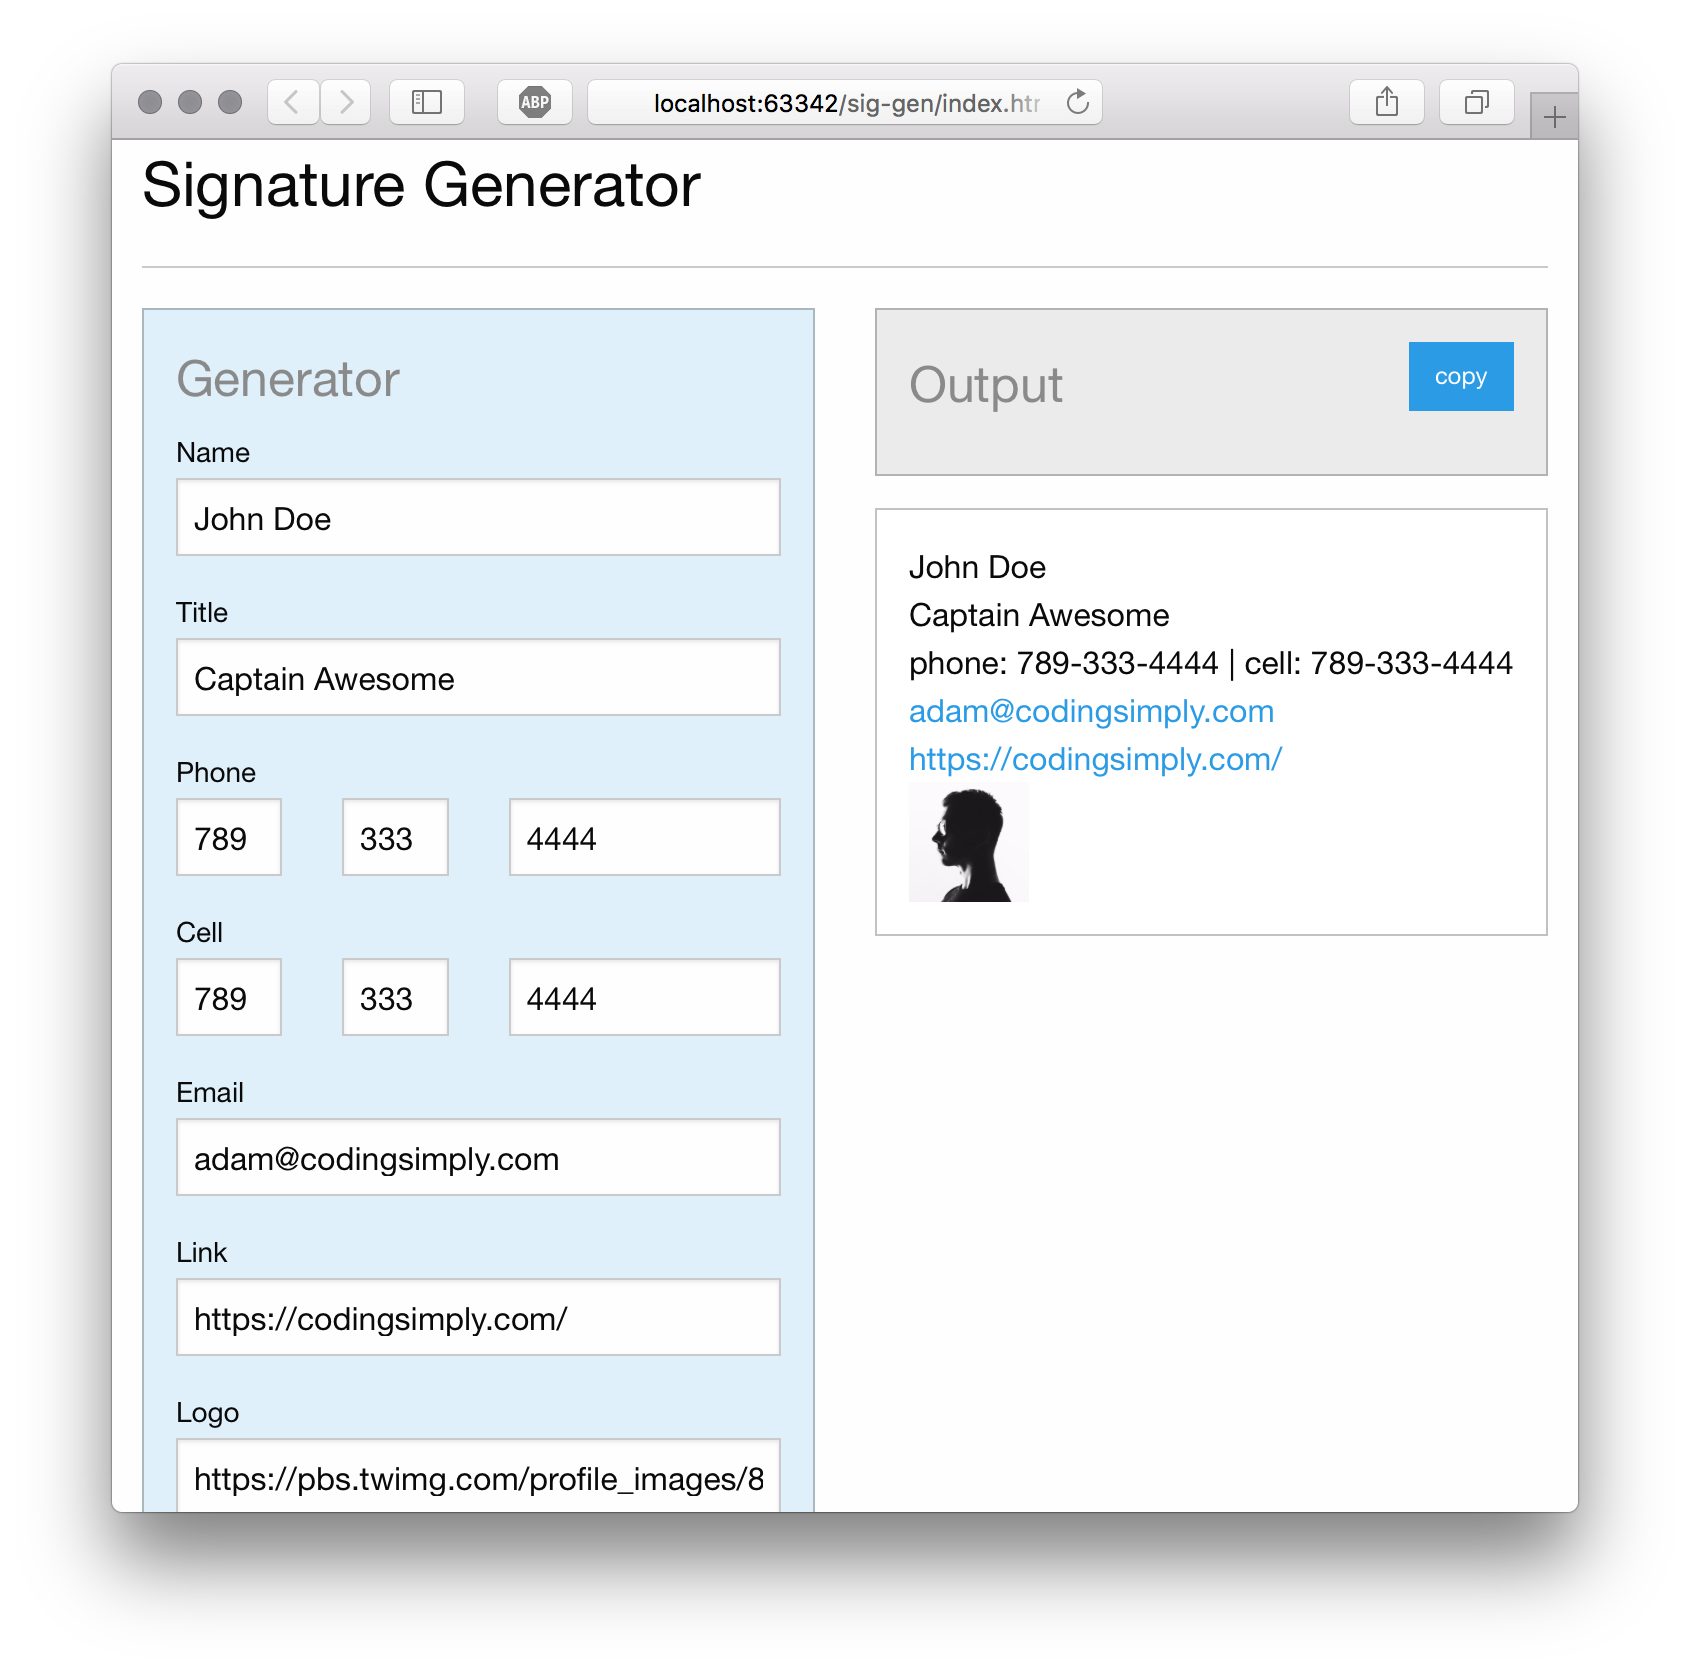 ABP
localhost:63342/sig-gen/index.htm
Signature Generator
Generator
Name
John Doe
Title
Captain Awesome
Phone
789 333 4444
Cell
789 333 4444
Email
adam@codingsimply.com
Link
https://codingsimply.com/
Logo
https://pbs.twimg.com/profile_images/8
Output
copy
John Doe
Captain Awesome
phone: 789-333-4444 | cell: 789-333-4444
adam@codingsimply.com
https://codingsimply.com/